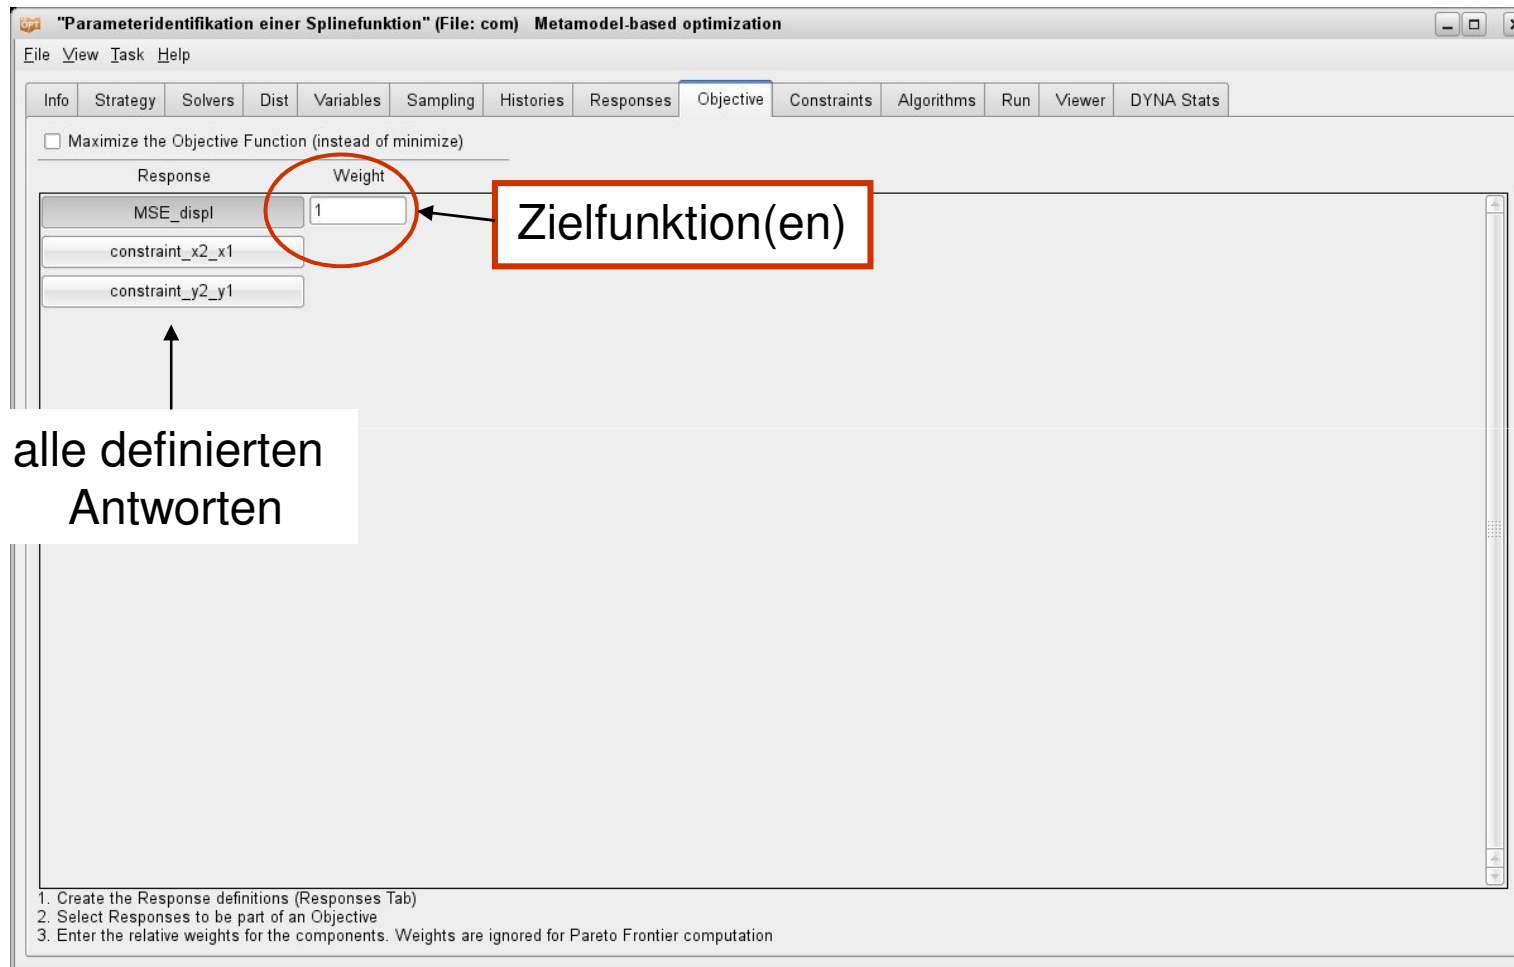 "Parameteridentifikation einer Splinefunktion" (File: com) Metamodel-based optimization
File View Task Help
Info Strategy Solvers Dist Variables Sampling Histories Responses Objective Constraints Algorithms Run Viewer DYNA Stats
Maximize the Objective Function (instead of minimize)
Response Weight
MSE_displ 1
Zielfunktion(en)
constraint_x2_x1
constraint_y2_y1
alle definierten
Antworten
1. Create the Response definitions (Responses Tab)
2. Select Responses to be part of an Objective
3. Enter the relative weights for the components. Weights are ignored for Pareto Frontier computation